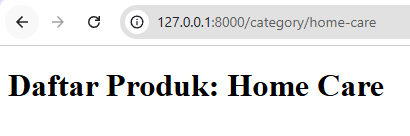 127.0.0.1:8000/category/home-care
Daftar Produk: Home Care